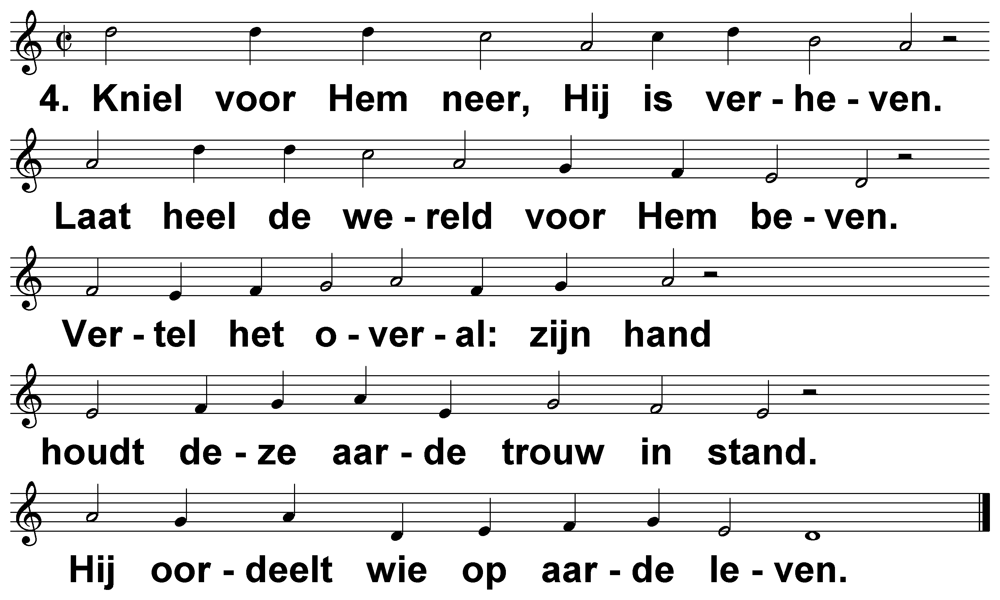 4. Kniel voor Hem neer, Hij is ver - he - ven.
Laat heel de we - reld voor Hem be - ven.
Ver - tel het o - ver - al: zijn hand
houdt de - ze aar - de trouw in stand.
Hij oor - deelt wie op aar - de le - ven.